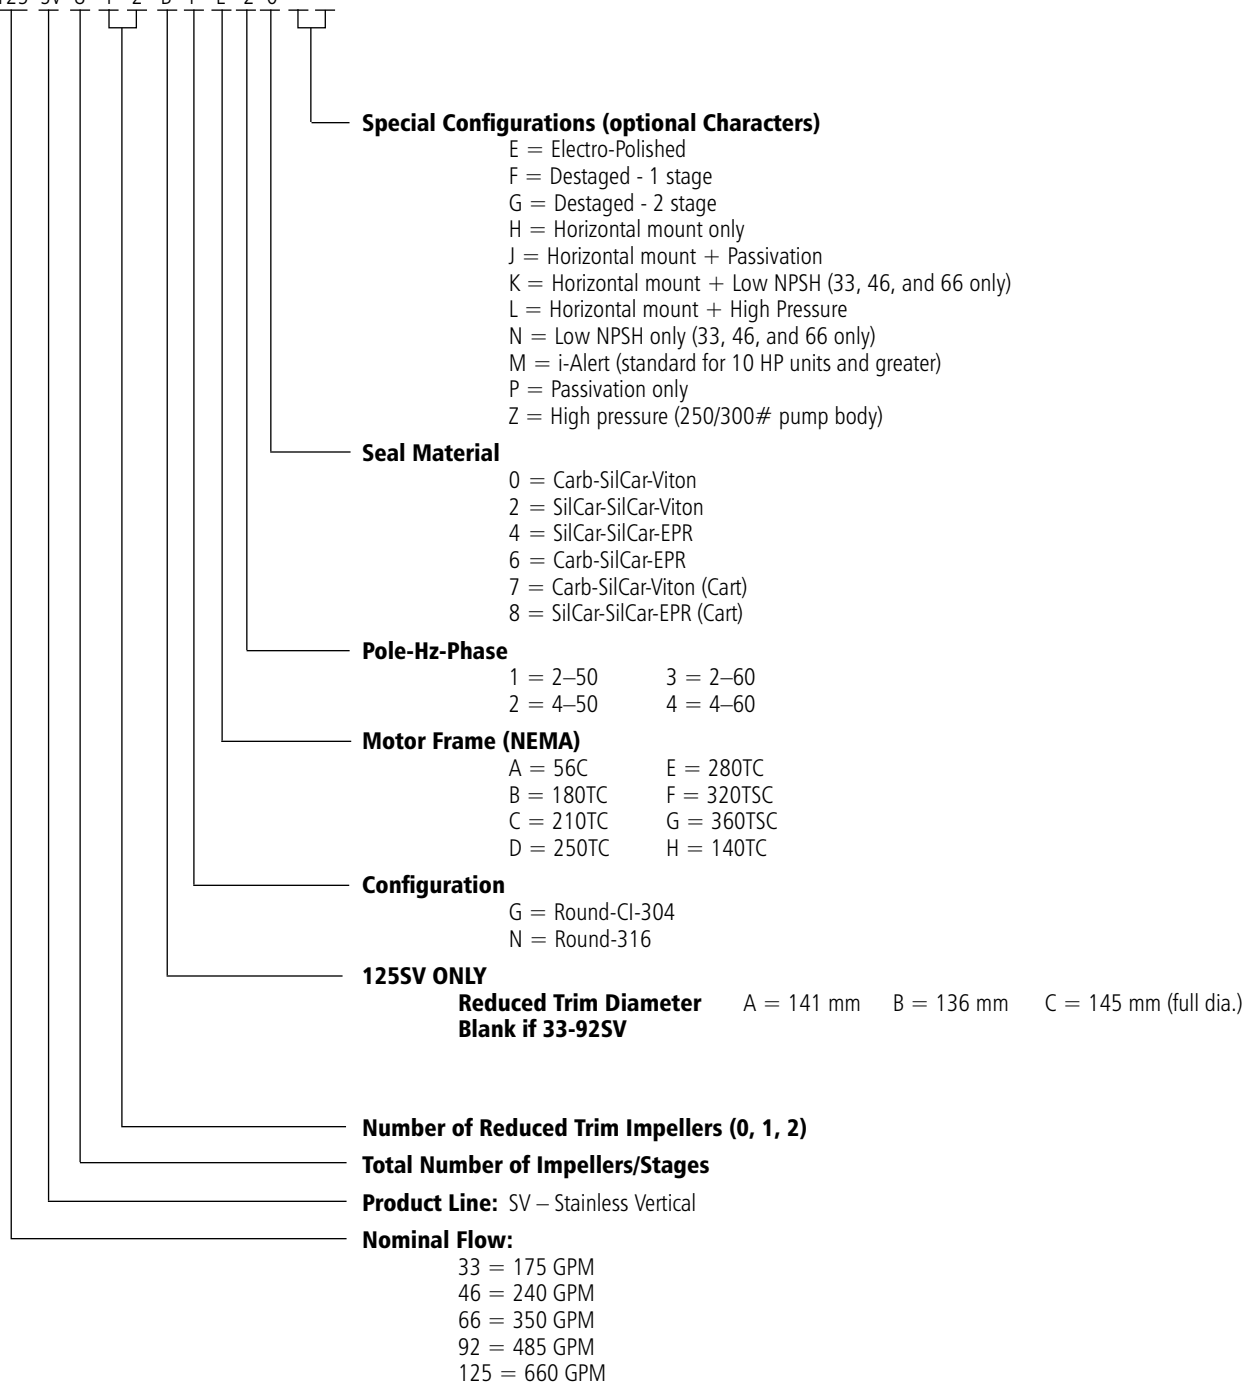 Special Configurations (optional Characters)
E = Electro-Polished
F = Destaged - 1 stage
G = Destaged - 2 stage
H = Horizontal mount only
J = Horizontal mount + Passivation
K = Horizontal mount + Low NPSH (33, 46, and 66 only)
L = Horizontal mount + High Pressure
N = Low NPSH only (33, 46, and 66 only)
M = i-Alert (standard for 10 HP units and greater)
P = Passivation only
Z = High pressure (250/300# pump body)
Seal Material
0 = Carb-SilCar-Viton
2 = SilCar-SilCar-Viton
4 = SilCar-SilCar-EPR
6 = Carb-SilCar-EPR
7 = Carb-SilCar-Viton (Cart)
8 = SilCar-SilCar-EPR (Cart)
Pole-Hz-Phase
1 = 2–50 3 = 2–60
2 = 4–50 4 = 4–60
Motor Frame (NEMA)
A = 56C E = 280TC
B = 180TC F = 320TSC
C = 210TC G = 360TSC
D = 250TC H = 140TC
Configuration
G = Round-CI-304
N = Round-316
125SV ONLY
Reduced Trim Diameter A = 141 mm B = 136 mm C = 145 mm (full dia.)
Blank if 33-92SV
Number of Reduced Trim Impellers (0, 1, 2)
Total Number of Impellers/Stages
Product Line: SV – Stainless Vertical
Nominal Flow:
33 = 175 GPM
46 = 240 GPM
66 = 350 GPM
92 = 485 GPM
125 = 660 GPM